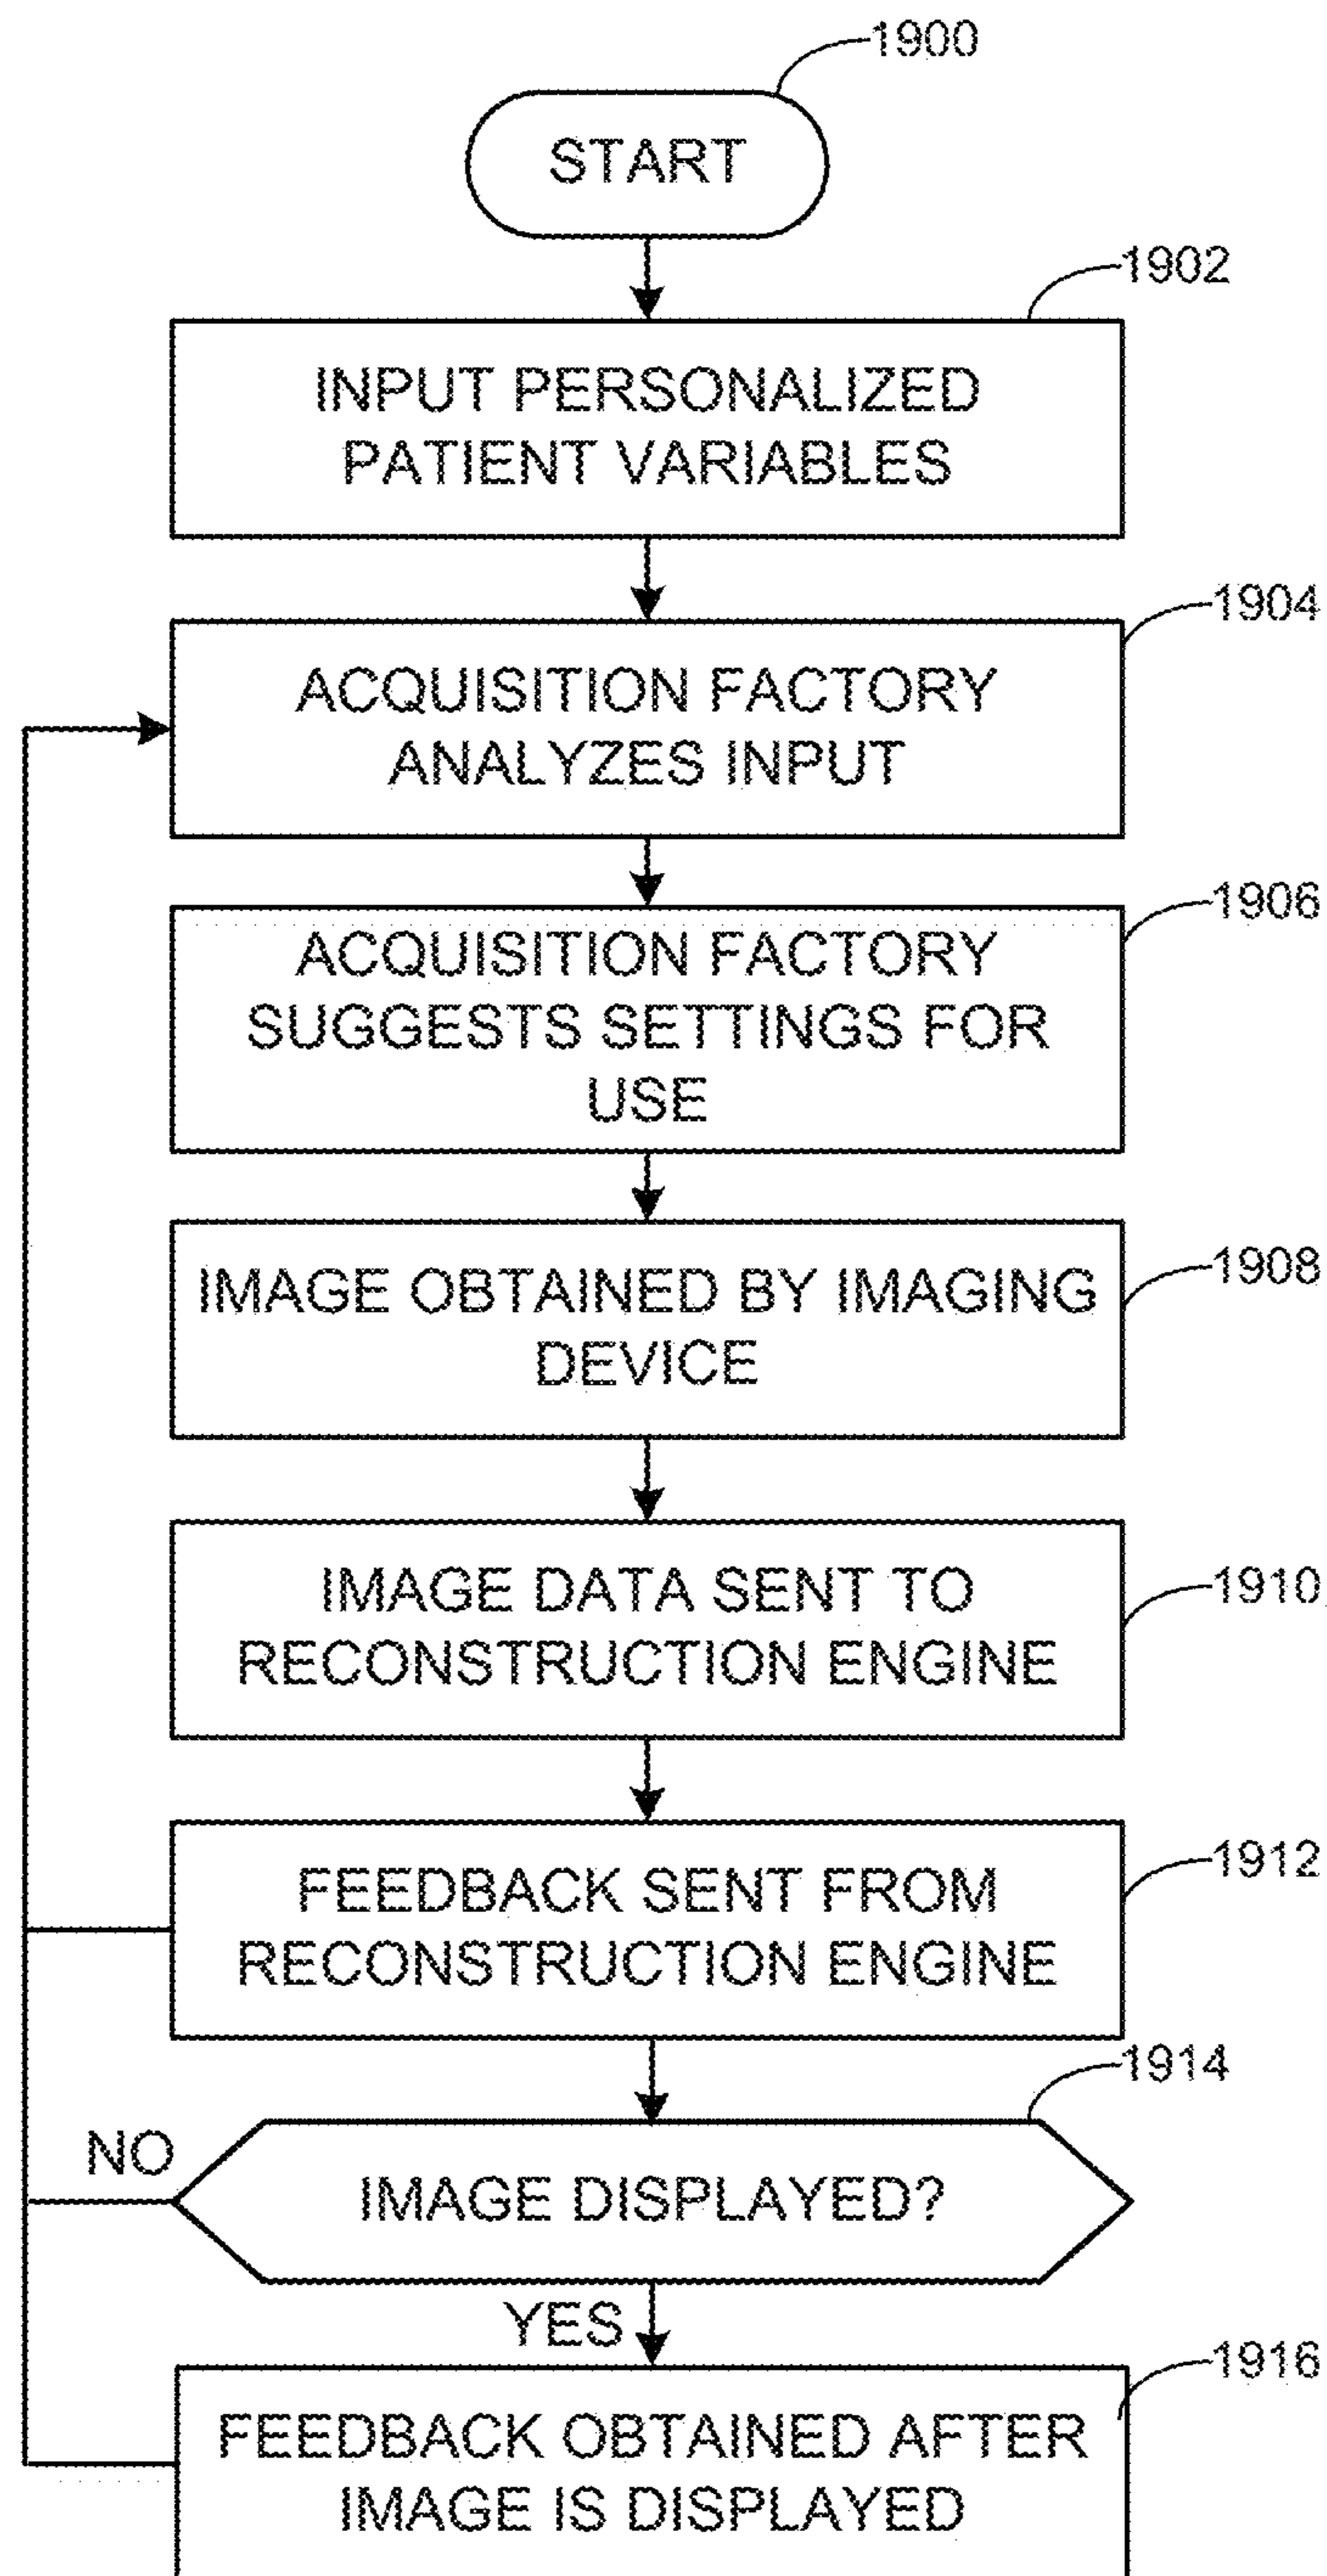 1900
START
1902
INPUT PERSONALIZED
PATIENT VARIABLES
1904
ACQUISITION FACTORY
ANALYZES INPUT
1906
ACQUISITION FACTORY
SUGGESTS SETTINGS FOR
USE
1908
IMAGE OBTAINED BY IMAGING
DEVICE
1910
IMAGE DATA SENT TO
RECONSTRUCTION ENGINE
1912
FEEDBACK SENT FROM
RECONSTRUCTION ENGINE
1914
NO
IMAGE DISPLAYED?
YES
1916
FEEDBACK OBTAINED AFTER
IMAGE IS DISPLAYED